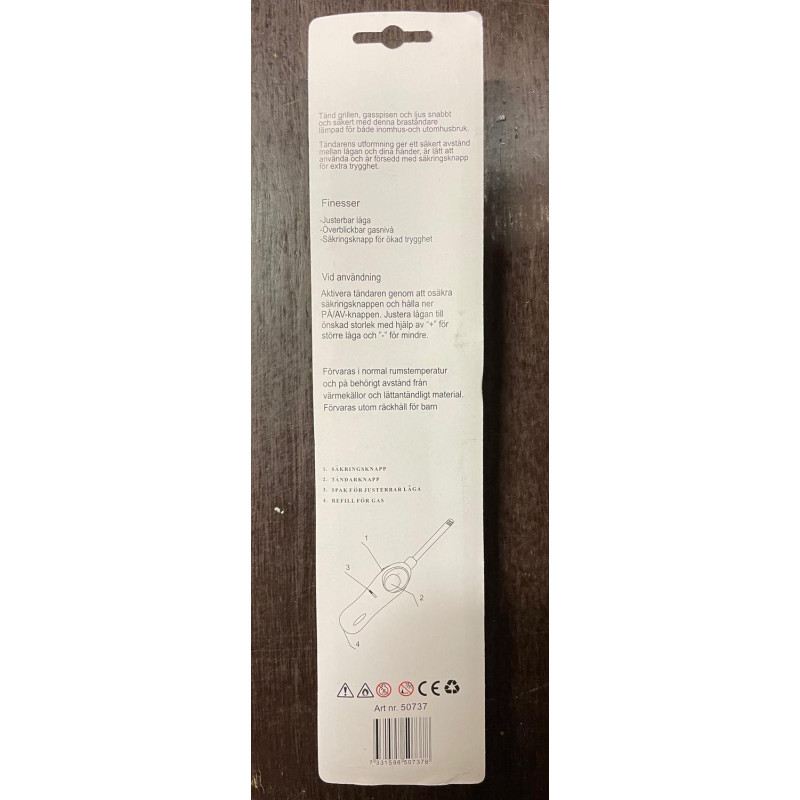 Tänd grillen, gasspisen och ljus snabbt
och säkert med denna braständare
lämpad för både inomhus-och utomhusbruk.
Tändarens utformning ger ett säkert avstånd
mellan lågan och dina händer, är lätt att
använda och är försedd med säkringsknapp
för extra trygghet.
Finesser
-Justerbar låga
-Överblickbar gasnivå
-Säkringsknapp för ökad trygghet
Vid användning
Aktivera tändaren genom att osäkra
säkringsknappen och hålla ner
PÅ/AV-knappen. Justera lågan till
önskad storlek med hjälp av "+" för
större låga och "-" för mindre.
Förvaras i normal rumstemperatur
och på behörigt avstånd från
värmekällor och lättantändligt material.
Förvaras utom räckhåll för barn
1. SÄKRINGSKNAPP
2. TÄNDARKNAPP
3. SPAK FÖR JUSTERBAR LÅGA
4. REFILL FÖR GAS
1
3
2
4
CE
Art nr. 50737
7 331596 507378